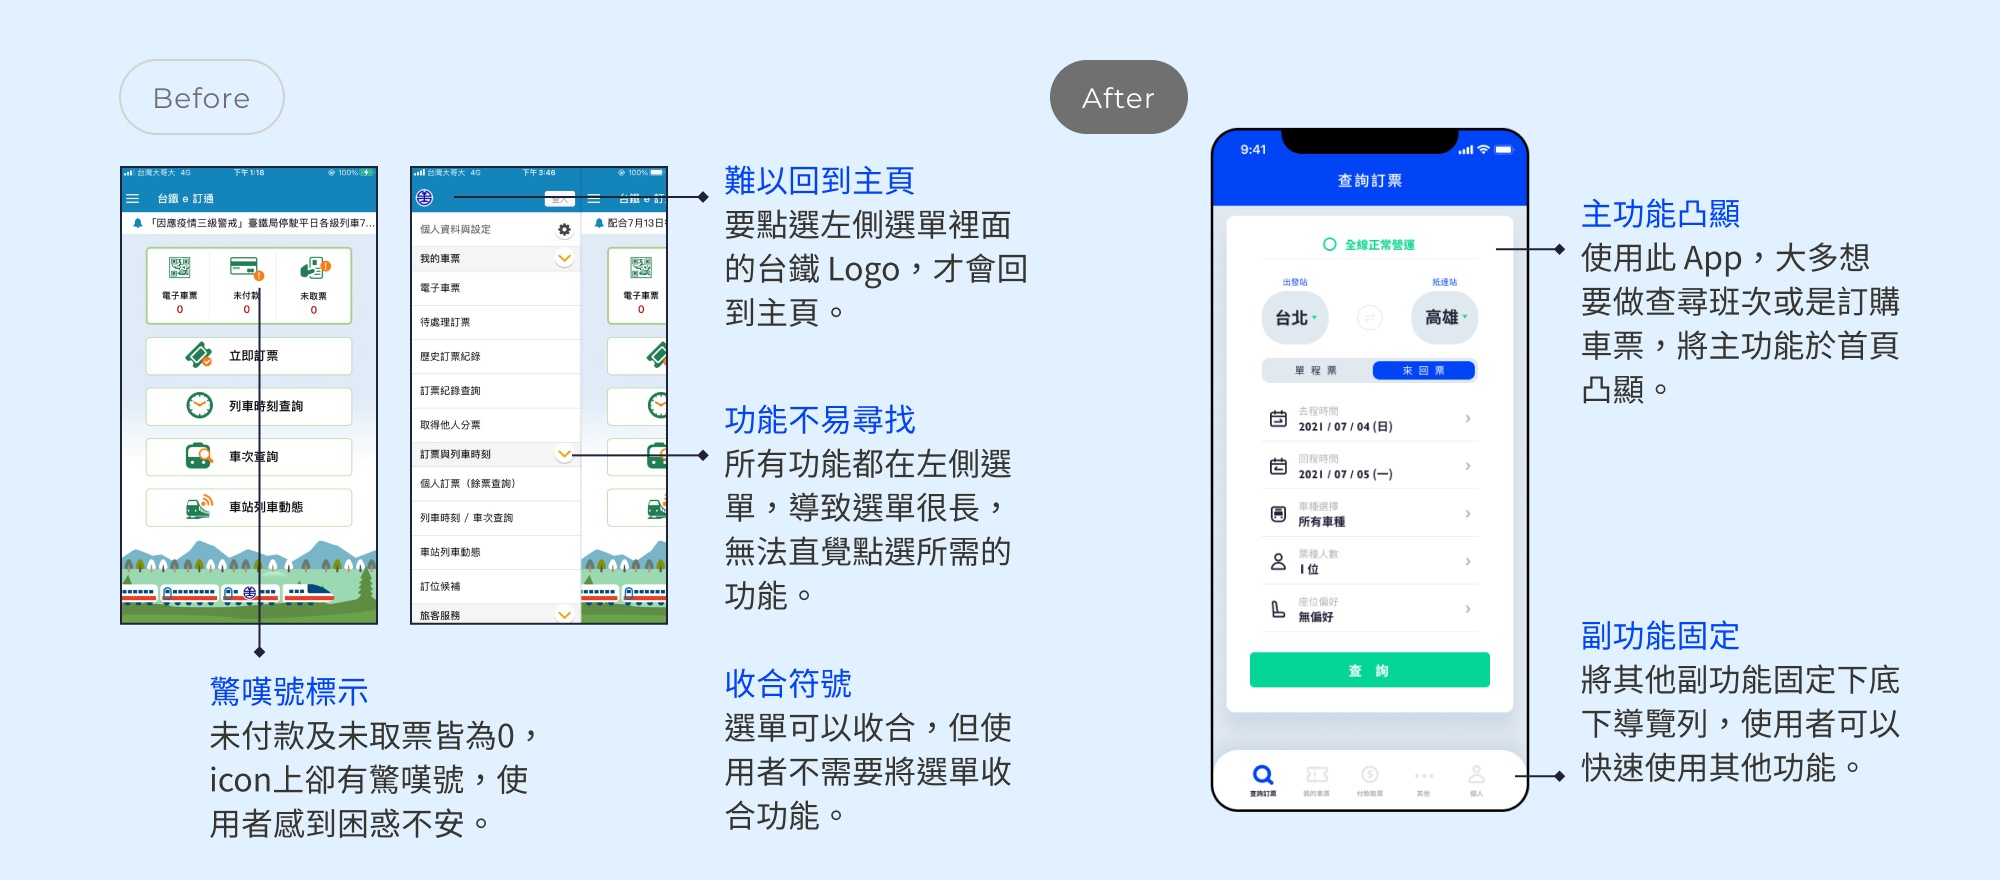 Before
台灣大哥大 4G
下午1:18
100%
台鐵 e 訂通
「因應疫情三級警戒」臺鐵局停駛平日各級列車7...
電子車票
0
未付款
0
未取票
0
立即訂票
列車時刻查詢
車次查詢
車站列車動態
台灣大哥大 4G
下午3:46
100%
登入
台鐵 e 訂
個人資料與設定
配合7月13日
我的車票
電子車票
電子車票
0
待處理訂票
歷史訂票紀錄
訂票紀錄查詢
取得他人分票
訂票與列車時刻
個人訂票（餘票查詢）
列車時刻 / 車次查詢
車站列車動態
訂位候補
旅客服務
難以回到主頁
要點選左側選單裡面
的台鐵 Logo，才會回
到主頁。
功能不易尋找
所有功能都在左側選
單，導致選單很長，
無法直覺點選所需的
功能。
收合符號
選單可以收合，但使
用者不需要將選單收
合功能。
驚嘆號標示
未付款及未取票皆為0，
icon上卻有驚嘆號，使
用者感到困惑不安。
After
9:41
查詢訂票
全線正常營運
出發站
台北
抵達站
高雄
單程票
來回票
去程時間
2021 / 07 / 04 (日)
回程時間
2021 / 07 / 05 (一)
車種選擇
所有車種
票種人數
1 位
座位偏好
無偏好
查 詢
查詢訂票
我的車票
付款取票
其他
個人
主功能凸顯
使用此 App，大多想
要做查尋班次或是訂購
車票，將主功能於首頁
凸顯。
副功能固定
將其他副功能固定下底
下導覽列，使用者可以
快速使用其他功能。